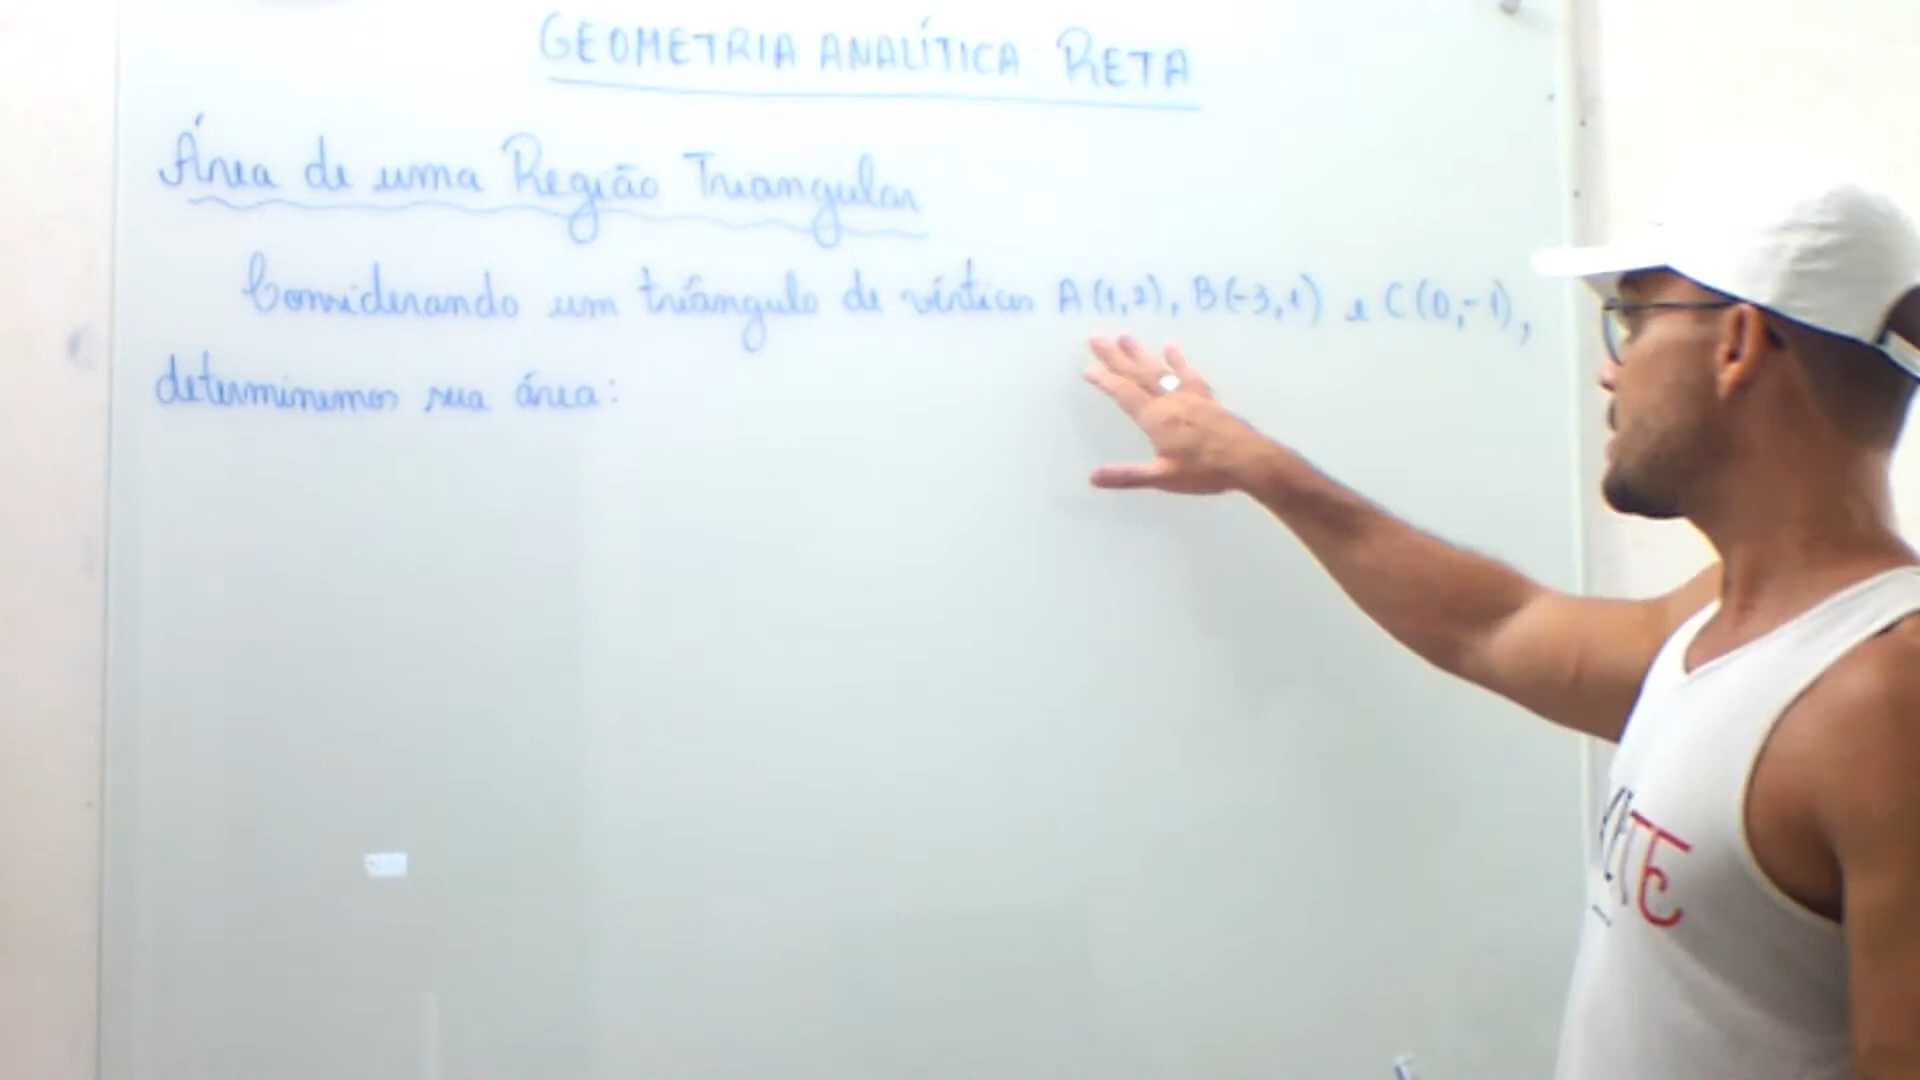 GEOMETRIA ANALÍTICA: RETA
Área de uma Região Triangular
Considerando um triângulo de vértices A(1,2), B(-3,1) e C(0,-1),
determinemos sua área: